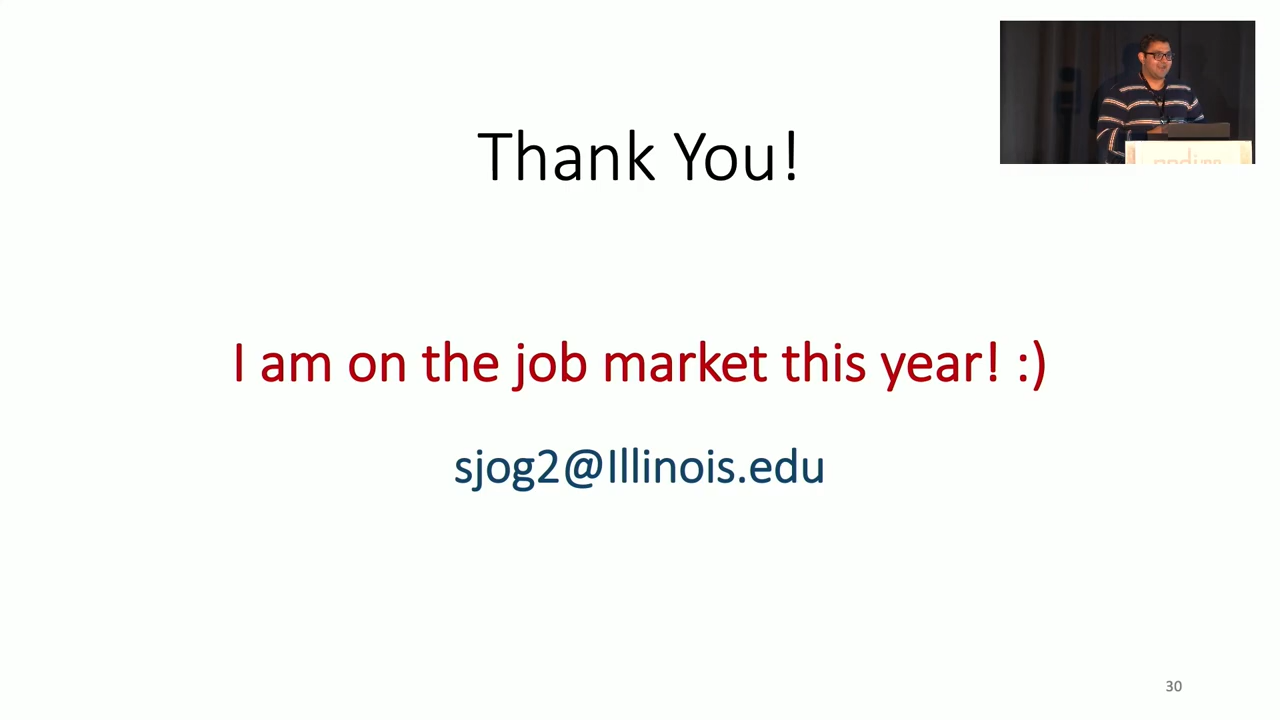 Thank You!
I am on the job market this year! :)
sjog2@Illinois.edu
30